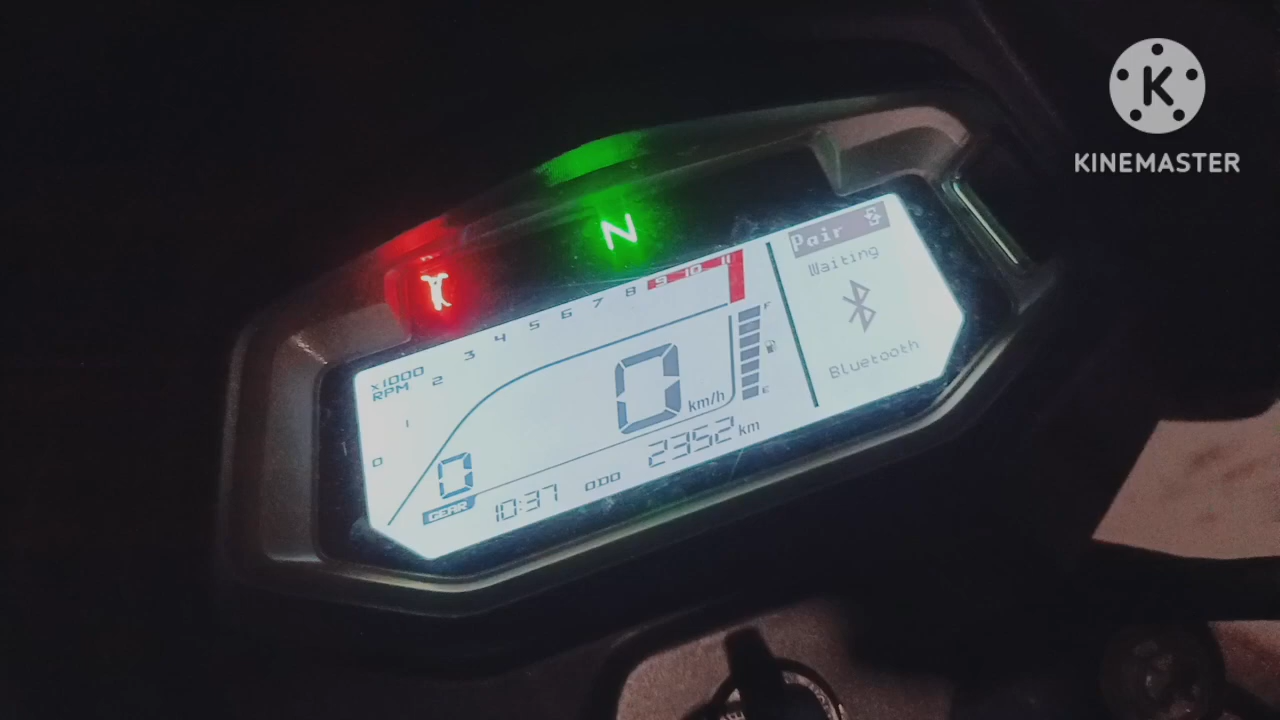 K
KINEMASTER
N
Pair
Waiting
Bluetooth
x1000
RPM
0 1 2 3 4 5 6 7 8 9 10 11
F
E
0 km/h
0
GEAR
10:37 ODO 2352 km